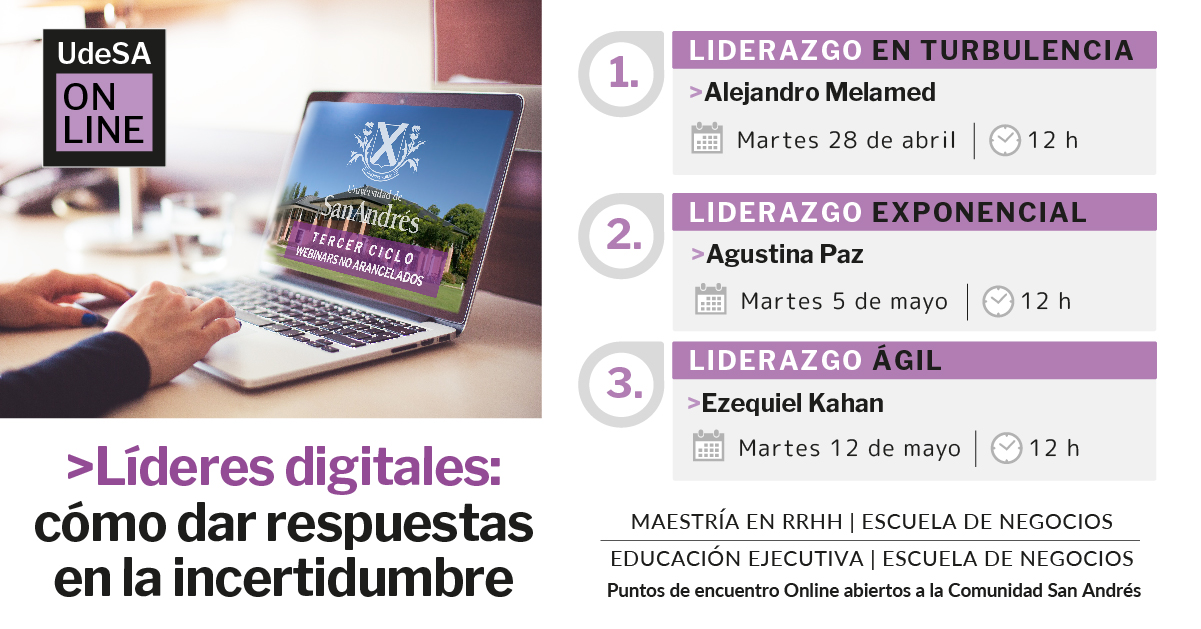 UdeSA
ON
LINE
Universidad de
SanAndrés
TERCER CICLO
WEBINARS NO ARANCELADOS
>Líderes digitales:
cómo dar respuestas
en la incertidumbre
1.
LIDERAZGO EN TURBULENCIA
>Alejandro Melamed
Martes 28 de abril | 12 h
2.
LIDERAZGO EXPONENCIAL
>Agustina Paz
Martes 5 de mayo | 12 h
3.
LIDERAZGO ÁGIL
>Ezequiel Kahan
Martes 12 de mayo | 12 h
MAESTRÍA EN RRHH | ESCUELA DE NEGOCIOS
EDUCACIÓN EJECUTIVA | ESCUELA DE NEGOCIOS
Puntos de encuentro Online abiertos a la Comunidad San Andrés